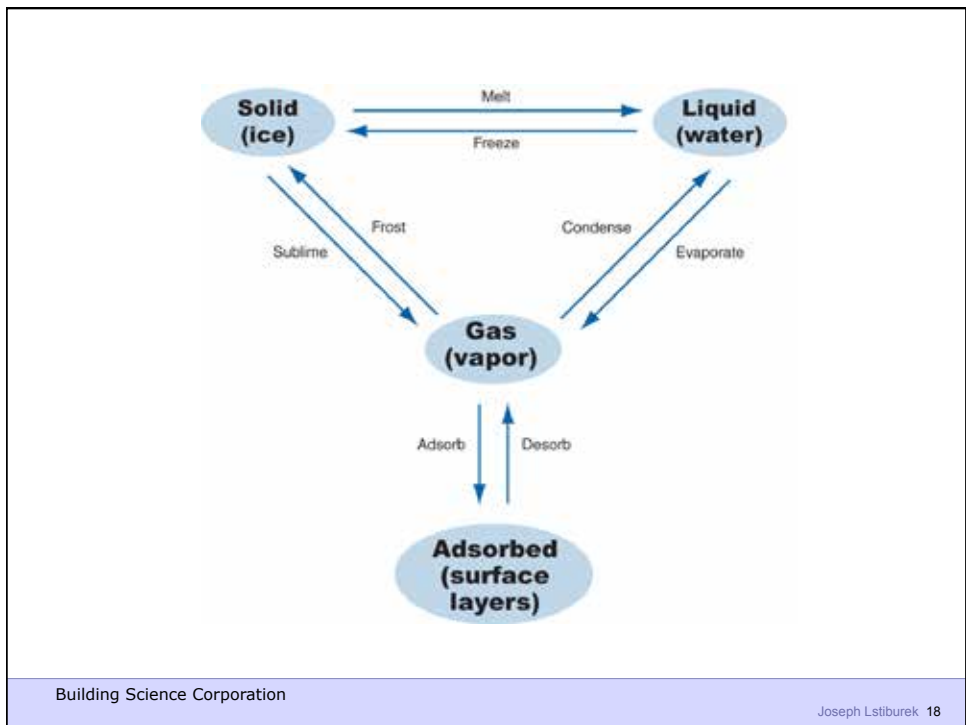 Solid
(ice)
Melt
Freeze
Liquid
(water)
Sublime
Frost
Condense
Evaporate
Gas
(vapor)
Adsorb
Desorb
Adsorbed
(surface
layers)
Building Science Corporation
Joseph Lstiburek 18